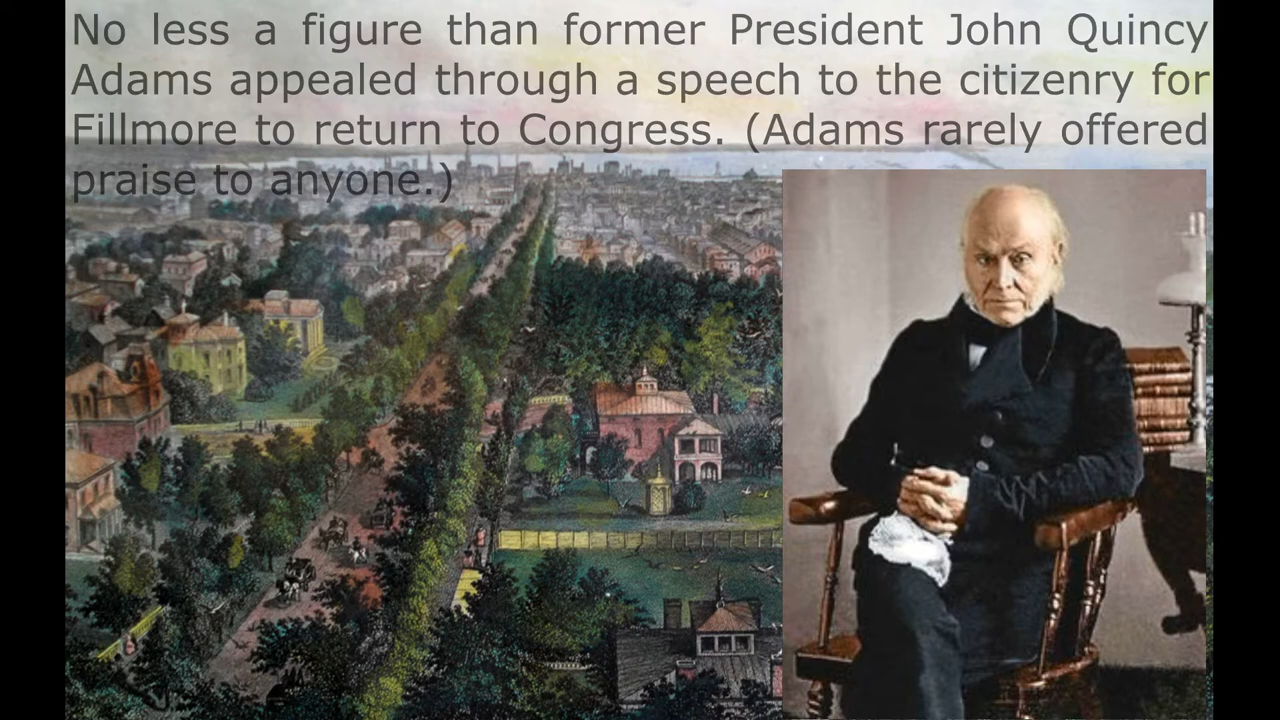 No less a figure than former President John Quincy
Adams appealed through a speech to the citizenry for
Fillmore to return to Congress. (Adams rarely offered
praise to anyone.)